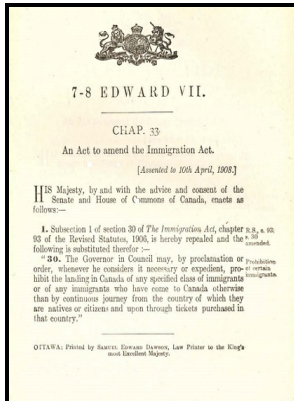 7-8 EDWARD VII.
CHAP. 33.
An Act to amend the Immigration Act.
[Assented to 10th April, 1908.]
HIS Majesty, by and with the advice and consent of the
Senate and House of Commons of Canada, enacts as
follows:—
1. Subsection 1 of section 30 of The Immigration Act, chapter
93 of the Revised Statutes, 1906, is hereby repealed and the
following is substituted therefor :—
R.S., c. 93,
s. 30
amended.
"30. The Governor in Council may, by proclamation or
order, whenever he considers it necessary or expedient, pro-
hibit the landing in Canada of any specified class of immigrants
or of any immigrants who have come to Canada otherwise
than by continuous journey from the country of which they
are natives or citizens and upon through tickets purchased in
that country."
Prohibition
of certain
immigrants.
OTTAWA: Printed by SAMUEL EDWARD DAWSON, Law Printer to the King's
most Excellent Majesty.